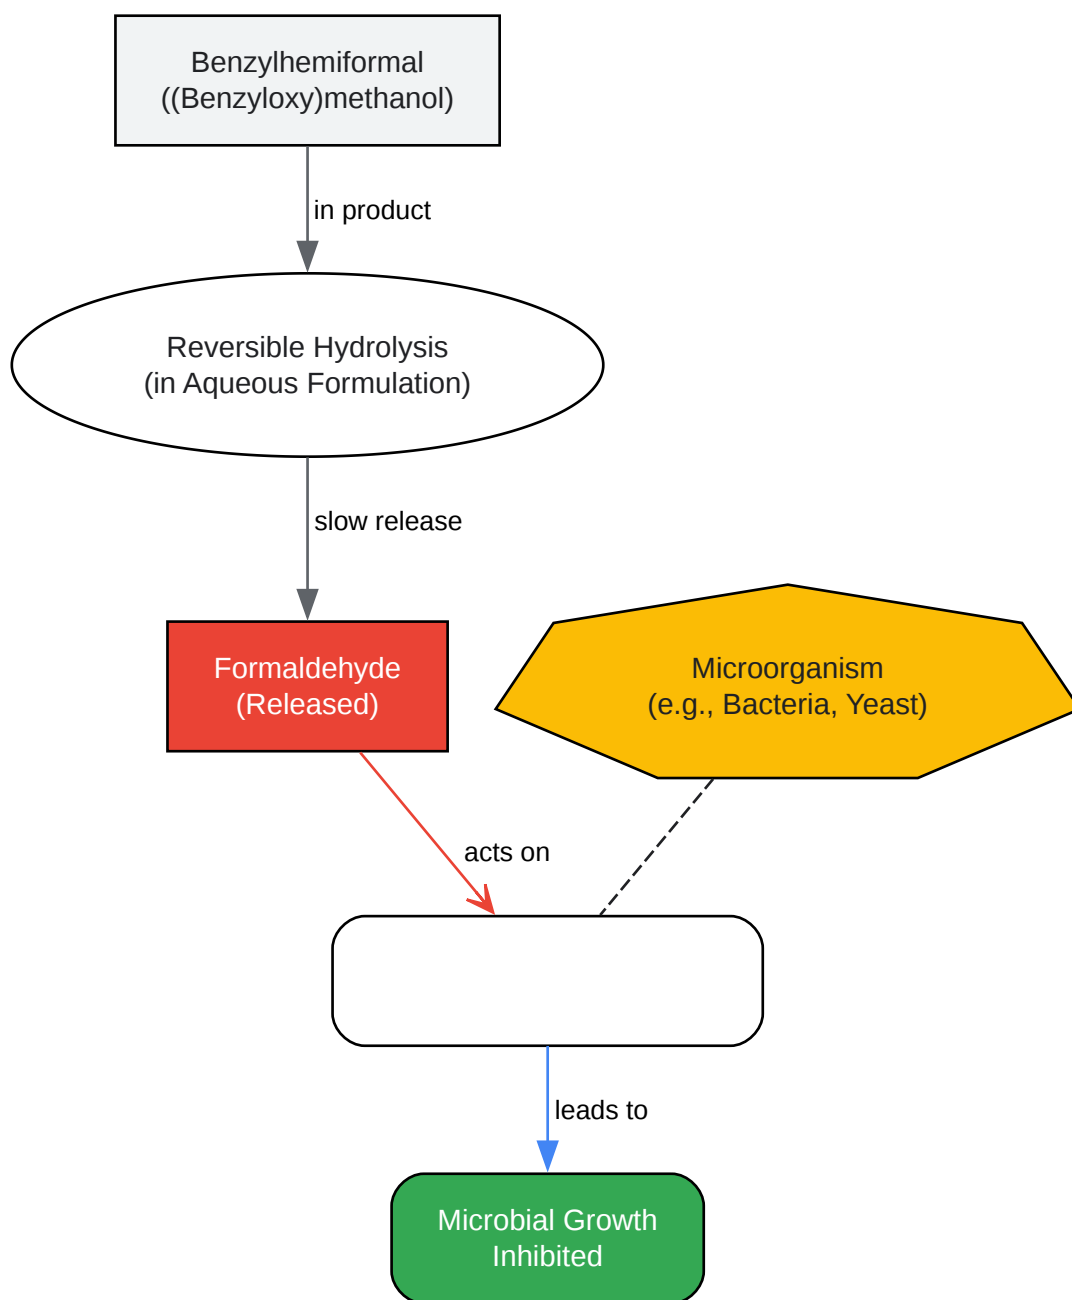 Benzylhemiformal
((Benzyloxy)methanol)
in product
Reversible Hydrolysis
(in Aqueous Formulation)
slow release
Formaldehyde
(Released)
Microorganism
(e.g., Bacteria, Yeast)
acts on
leads to
Microbial Growth
Inhibited